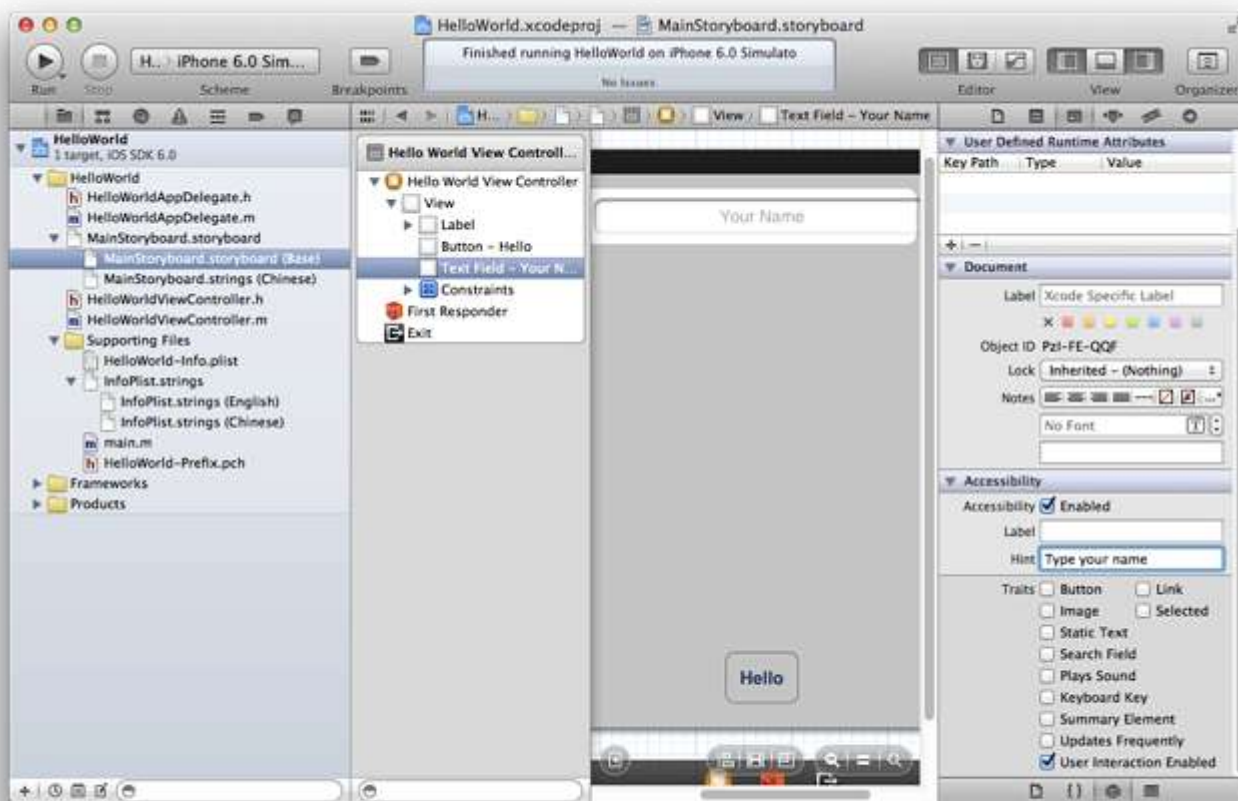 HelloWorld.xcodeproj — MainStoryboard.storyboard
H.. iPhone 6.0 Sim...
Finished running HelloWorld on iPhone 6.0 Simulato
No Issues
Run Stop Scheme Breakpoints Editor View Organizer
H... View Text Field – Your Name
HelloWorld
1 target, iOS SDK 6.0
HelloWorld
HelloWorldAppDelegate.h
HelloWorldAppDelegate.m
MainStoryboard.storyboard
MainStoryboard.storyboard (Base)
MainStoryboard.strings (Chinese)
HelloWorldViewController.h
HelloWorldViewController.m
Supporting Files
HelloWorld-Info.plist
InfoPlist.strings
InfoPlist.strings (English)
InfoPlist.strings (Chinese)
main.m
HelloWorld-Prefix.pch
Frameworks
Products
Hello World View Controll...
Hello World View Controller
View
Label
Button – Hello
Text Field – Your N...
Constraints
First Responder
Exit
Your Name
Hello
User Defined Runtime Attributes
Key Path Type Value
Document
Label Xcode Specific Label
Object ID PzI-FE-QQF
Lock Inherited – (Nothing)
Notes
No Font
Accessibility
Accessibility Enabled
Label
Hint Type your name
Traits Button Link
Image Selected
Static Text
Search Field
Plays Sound
Keyboard Key
Summary Element
Updates Frequently
User Interaction Enabled